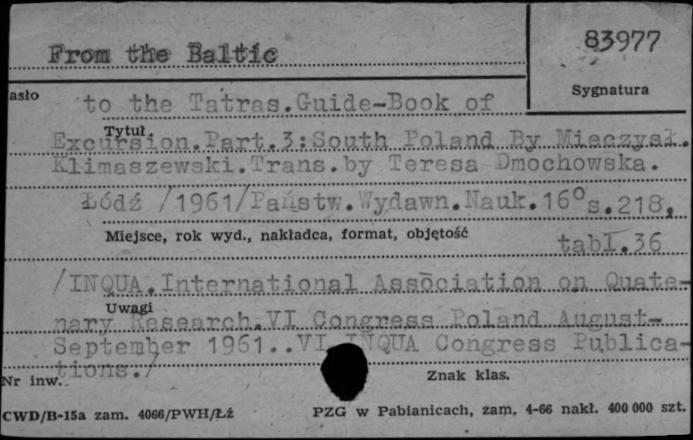 83977
From the Baltic
Sygnatura
asło
to the Tatras.Guide-Book of
Tytuł.
Excursion.Part.3:South Poland By Mieczysł.
Klimaszewski.Trans.by Teresa Dmochowska.
Łódź /1961/Państw.Wydawn.Nauk.16° s.218,
Miejsce, rok wyd., nakładca, format, objętość
tabl.36
/INQUA.International Association on Quate-
Uwagi
nary Research.VI Congress Poland August-
September 1961..VI INQUA Congress Publica-
tions./
Nr inw.
Znak klas.
CWD/B-15a zam. 4066/PWH/Łź
PZG w Pabianicach, zam, 4-66 nakł. 400 000 szt.